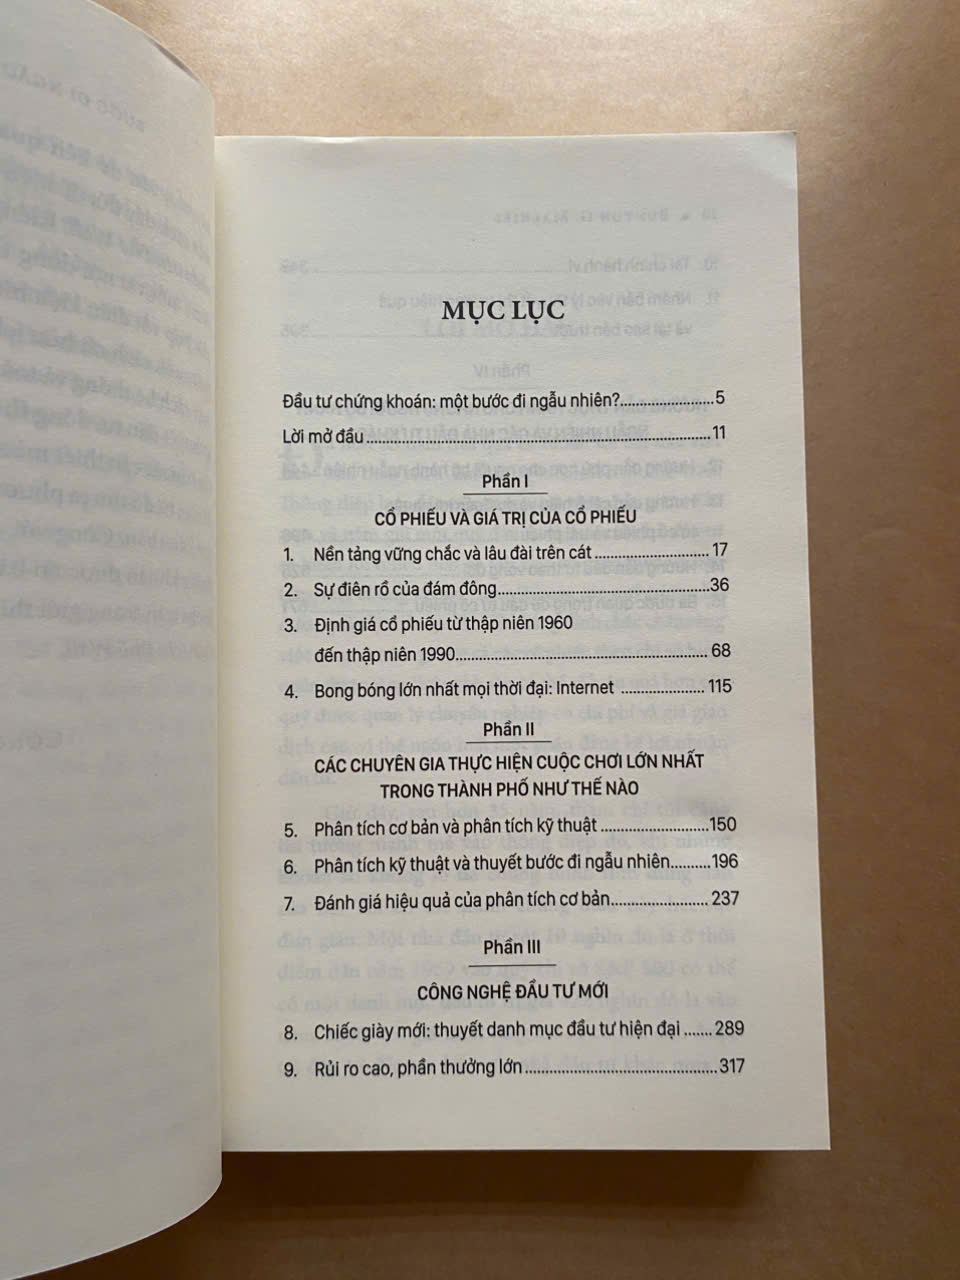 MỤC LỤC
Đầu tư chứng khoán: một bước đi ngẫu nhiên?......................5
Lời mở đầu......................................................................11
Phần I
CỔ PHIẾU VÀ GIÁ TRỊ CỦA CỔ PHIẾU
1. Nền tảng vững chắc và lâu đài trên cát............................17
2. Sự điên rồ của đám đông................................................36
3. Định giá cổ phiếu từ thập niên 1960
đến thập niên 1990.........................................................68
4. Bong bóng lớn nhất mọi thời đại: Internet ....................115
Phần II
CÁC CHUYÊN GIA THỰC HIỆN CUỘC CHƠI LỚN NHẤT
TRONG THÀNH PHỐ NHƯ THẾ NÀO
5. Phân tích cơ bản và phân tích kỹ thuật ..........................150
6. Phân tích kỹ thuật và thuyết bước đi ngẫu nhiên..........196
7. Đánh giá hiệu quả của phân tích cơ bản........................237
Phần III
CÔNG NGHỆ ĐẦU TƯ MỚI
8. Chiếc giày mới: thuyết danh mục đầu tư hiện đại .......289
9. Rủi ro cao, phần thưởng lớn..............................................317